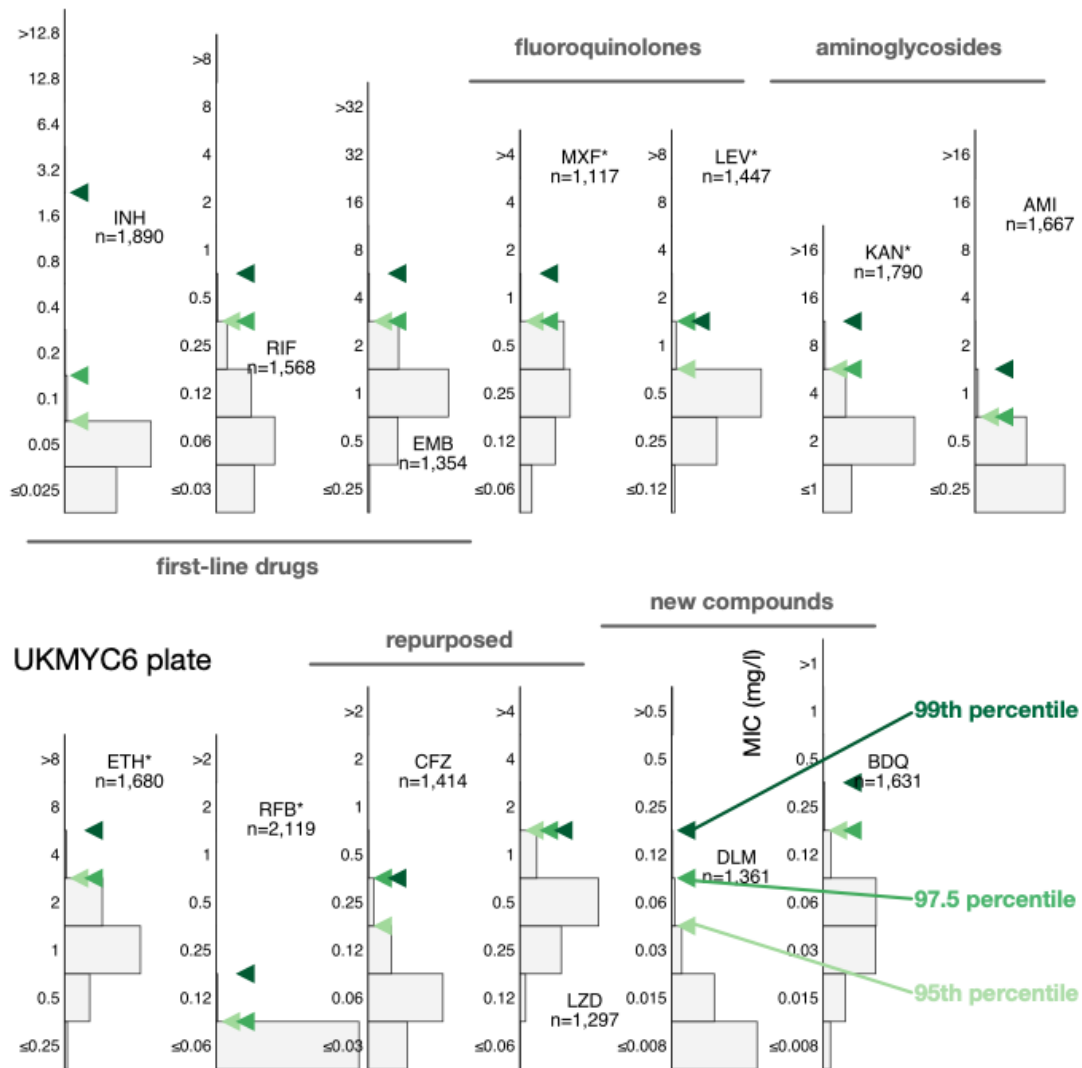 fluoroquinolones
aminoglycosides
>12.8
12.8
6.4
3.2
1.6
0.8
0.4
0.2
0.1
0.05
≤0.025
INH
n=1,890
>8
8
4
2
1
0.5
0.25
0.12
0.06
≤0.03
RIF
n=1,568
>32
32
16
8
4
2
1
0.5
≤0.25
EMB
n=1,354
>4
4
2
1
0.5
0.25
0.12
≤0.06
MXF*
n=1,117
>8
8
4
2
1
0.5
0.25
≤0.12
LEV*
n=1,447
>16
16
8
4
2
≤1
KAN*
n=1,790
>16
16
8
4
2
1
0.5
≤0.25
AMI
n=1,667
first-line drugs
new compounds
repurposed
UKMYC6 plate
>8
8
4
2
1
0.5
≤0.25
ETH*
n=1,680
>2
2
1
0.5
0.25
0.12
≤0.06
RFB*
n=2,119
>2
2
1
0.5
0.25
0.12
0.06
≤0.03
CFZ
n=1,414
>4
4
2
1
0.5
0.25
0.12
≤0.06
LZD
n=1,297
>0.5
0.5
0.25
0.12
0.06
0.03
0.015
≤0.008
DLM
n=1,361
MIC (mg/l)
>1
1
0.5
0.25
0.12
0.06
0.03
0.015
≤0.008
BDQ
n=1,631
99th percentile
97.5 percentile
95th percentile